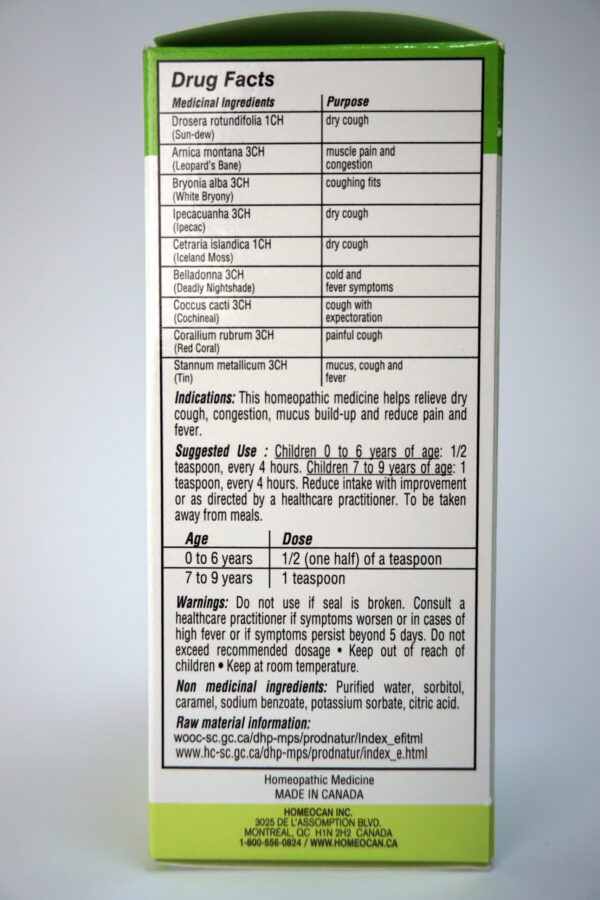 Drug Facts
Medicinal Ingredients Purpose
Drosera rotundifolia 1CH dry cough
(Sun-dew)
Arnica montana 3CH muscle pain and
(Leopard's Bane) congestion
Bryonia alba 3CH coughing fits
(White Bryony)
Ipecacuanha 3CH dry cough
(Ipecac)
Cetraria islandica 1CH dry cough
(Iceland Moss)
Belladonna 3CH cold and
(Deadly Nightshade) fever symptoms
Coccus cacti 3CH cough with
(Cochineal) expectoration
Corallium rubrum 3CH painful cough
(Red Coral)
Stannum metallicum 3CH mucus, cough and
(Tin) fever
Indications: This homeopathic medicine helps relieve dry
cough, congestion, mucus build-up and reduce pain and
fever.
Suggested Use : Children 0 to 6 years of age: 1/2
teaspoon, every 4 hours. Children 7 to 9 years of age: 1
teaspoon, every 4 hours. Reduce intake with improvement
or as directed by a healthcare practitioner. To be taken
away from meals.
Age Dose
0 to 6 years 1/2 (one half) of a teaspoon
7 to 9 years 1 teaspoon
Warnings: Do not use if seal is broken. Consult a
healthcare practitioner if symptoms worsen or in cases of
high fever or if symptoms persist beyond 5 days. Do not
exceed recommended dosage • Keep out of reach of
children • Keep at room temperature.
Non medicinal ingredients: Purified water, sorbitol,
caramel, sodium benzoate, potassium sorbate, citric acid.
Raw material information:
wooc-sc.gc.ca/dhp-mps/prodnatur/Index_efitml
www.hc-sc.gc.ca/dhp-mps/prodnatur/index_e.html
Homeopathic Medicine
MADE IN CANADA
HOMEOCAN INC.
3025 DE L'ASSOMPTION BLVD.
MONTREAL, QC H1N 2H2 CANADA
1-800-556-0824 / WWW.HOMEOCAN.CA